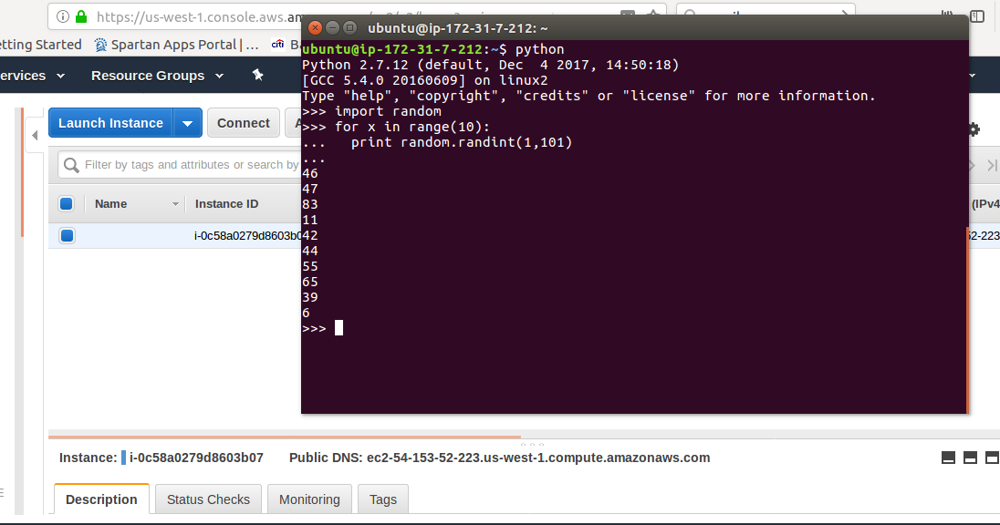 https://us-west-1.console.aws.am
ubuntu@ip-172-31-7-212: ~
etting Started Spartan Apps Portal | ... citi Ba
ervices Resource Groups
ubuntu@ip-172-31-7-212:~$ python
Python 2.7.12 (default, Dec  4 2017, 14:50:18)
[GCC 5.4.0 20160609] on linux2
Type "help", "copyright", "credits" or "license" for more information.
>>> import random
>>> for x in range(10):
...   print random.randint(1,101)
...
46
47
83
11
42
44
55
65
39
6
>>>
Launch Instance Connect A
Filter by tags and attributes or search by
Name Instance ID (IPv4
i-0c58a0279d8603b0 52-223
Instance: i-0c58a0279d8603b07 Public DNS: ec2-54-153-52-223.us-west-1.compute.amazonaws.com
Description Status Checks Monitoring Tags